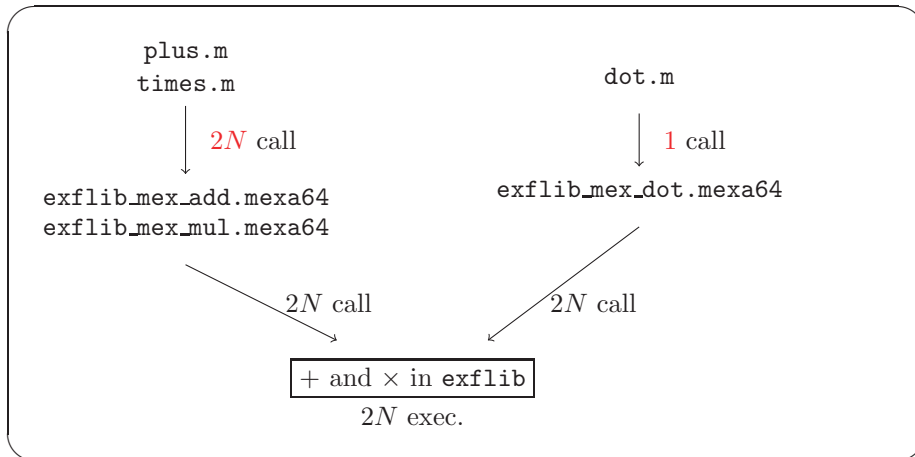 plus.m
times.m
dot.m
2N call
1 call
exflib_mex_add.mexa64
exflib_mex_mul.mexa64
exflib_mex_dot.mexa64
2N call
2N call
+ and × in exflib
2N exec.